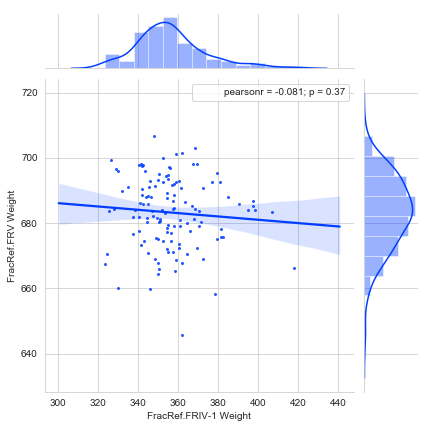 pearsonr = -0.081; p = 0.37
720
700
680
660
640
FracRef.FRV Weight
300 320 340 360 380 400 420 440
FracRef.FRIV-1 Weight